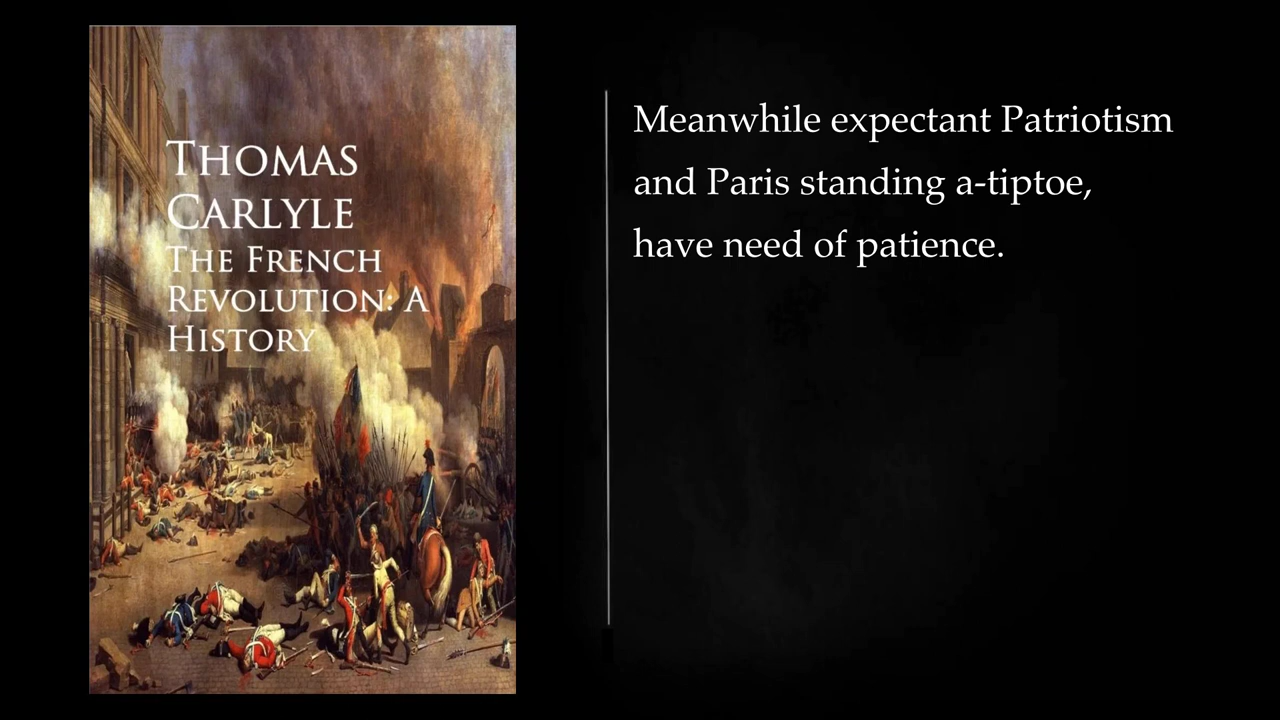 THOMAS
CARLYLE
THE FRENCH
REVOLUTION: A
HISTORY
Meanwhile expectant Patriotism
and Paris standing a-tiptoe,
have need of patience.